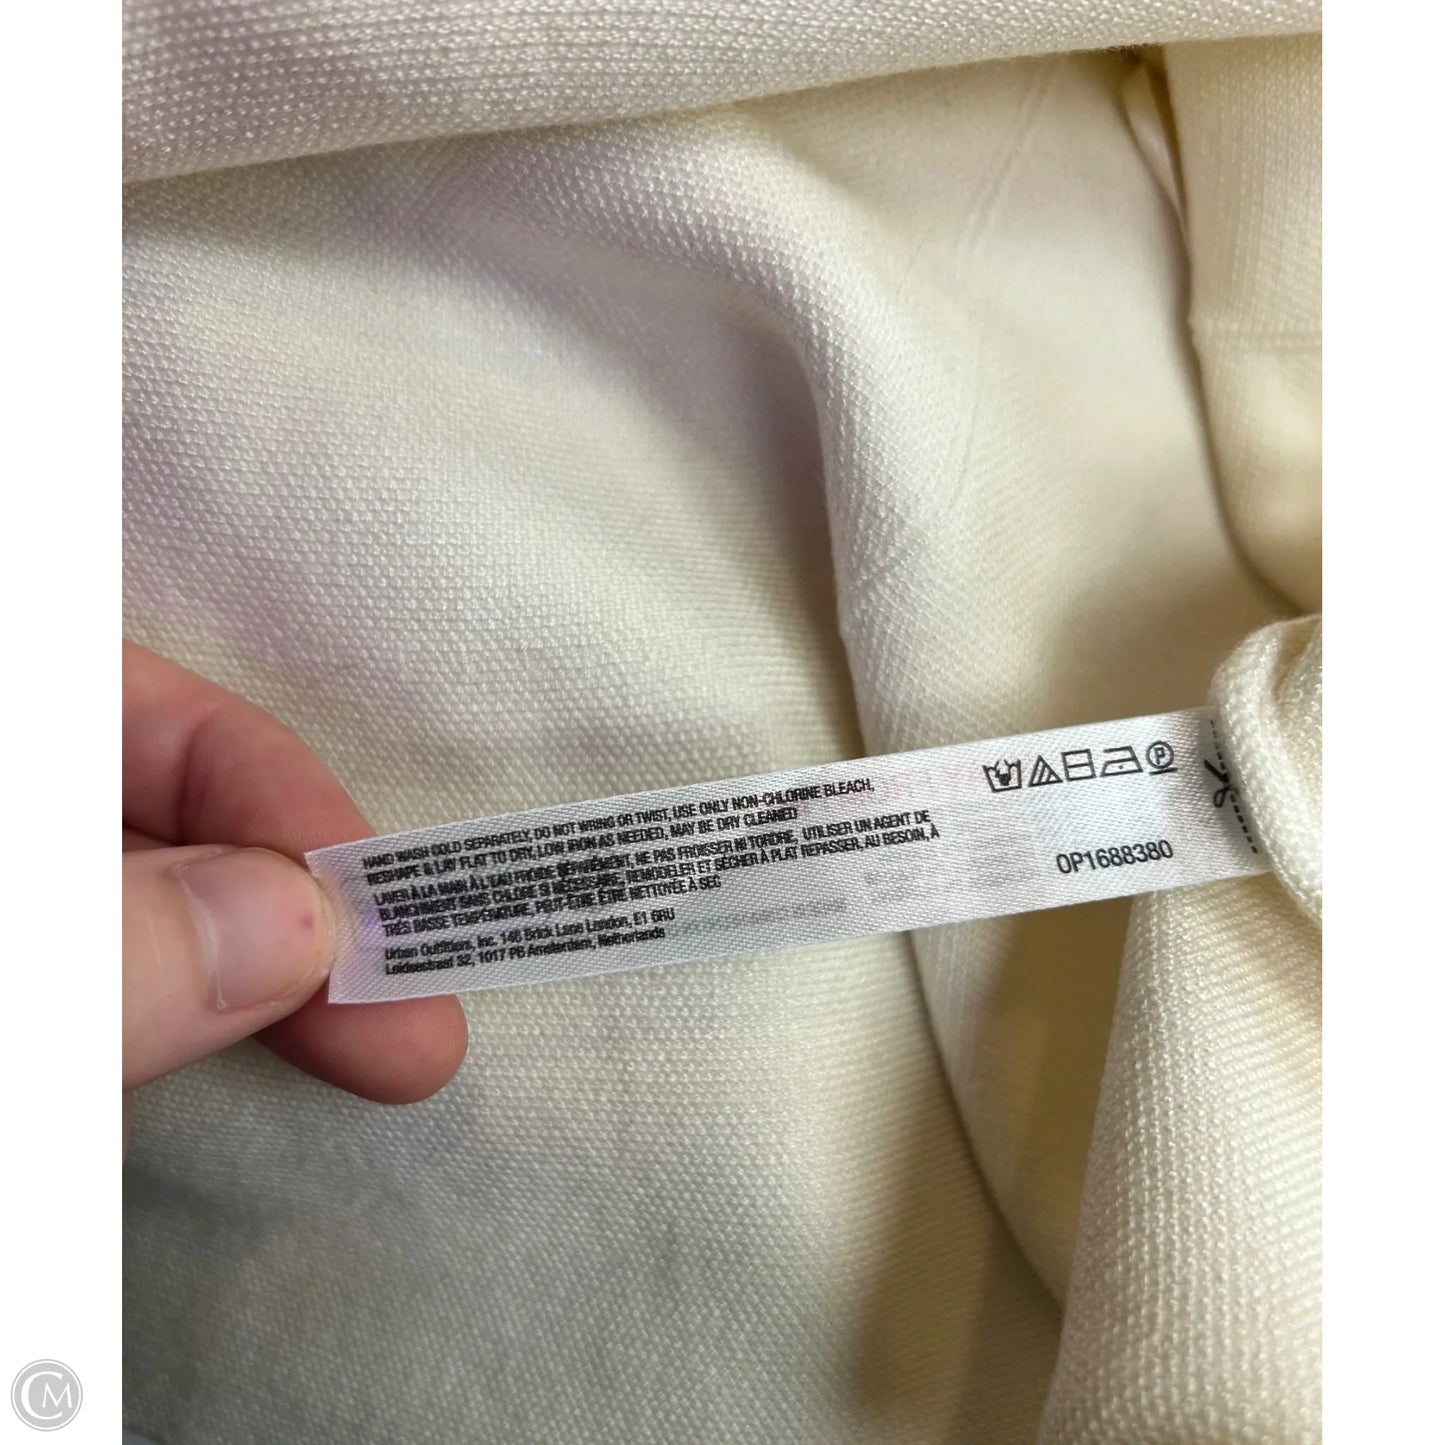 HAND WASH COLD SEPARATELY, DO NOT WRING OR TWIST, USE ONLY NON-CHLORINE BLEACH,
RESHAPE & LAY FLAT TO DRY, LOW IRON AS NEEDED, MAY BE DRY CLEANED
LAVER À LA MAIN À L'EAU FROIDE SÉPARÉMENT, NE PAS FROISSER NI TORDRE, UTILISER UN AGENT DE
BLANCHIMENT SANS CHLORE SI NÉCESSAIRE, REMODELER ET SÉCHER À PLAT REPASSER, AU BESOIN, À
TRÈS BASSE TEMPÉRATURE, PEUT-ÊTRE ÊTRE NETTOYÉE À SEC
Urban Outfitters, Inc. 146 Brick Lane London, E1 6RU
Leidsestraat 32, 1017 PB Amsterdam, Netherlands
P
OP1688380
CM